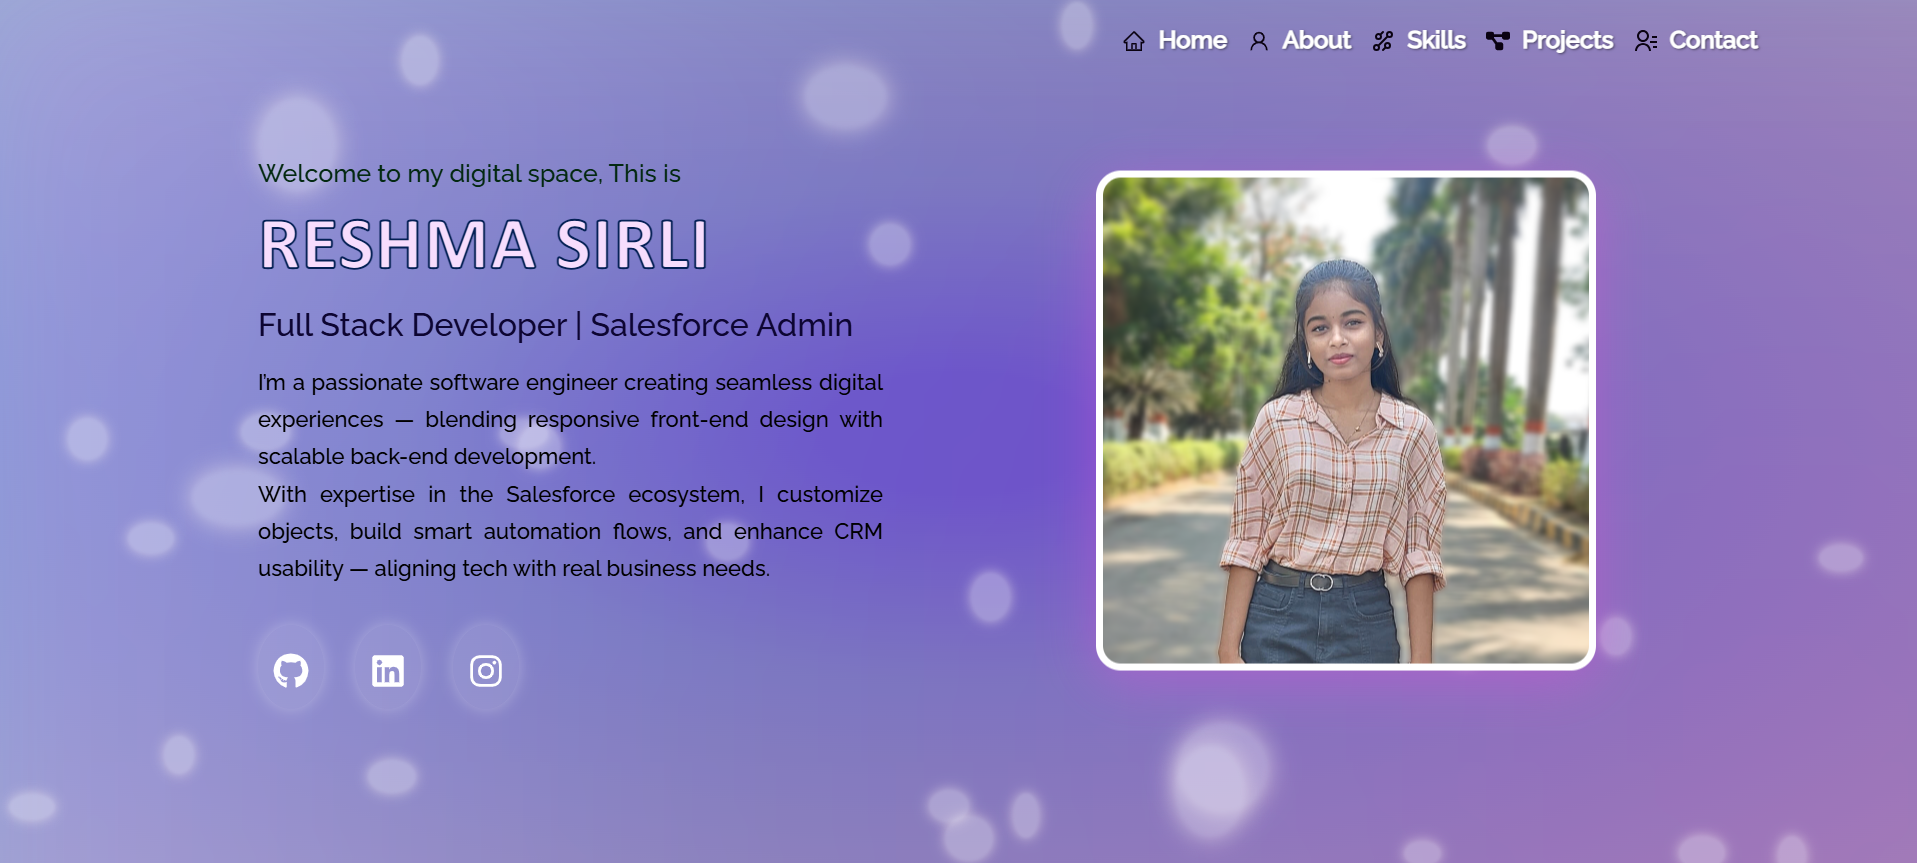 Home About Skills Projects Contact
Welcome to my digital space, This is
RESHMA SIRLI
Full Stack Developer | Salesforce Admin
I'm a passionate software engineer creating seamless digital
experiences — blending responsive front-end design with
scalable back-end development.
With expertise in the Salesforce ecosystem, I customize
objects, build smart automation flows, and enhance CRM
usability — aligning tech with real business needs.